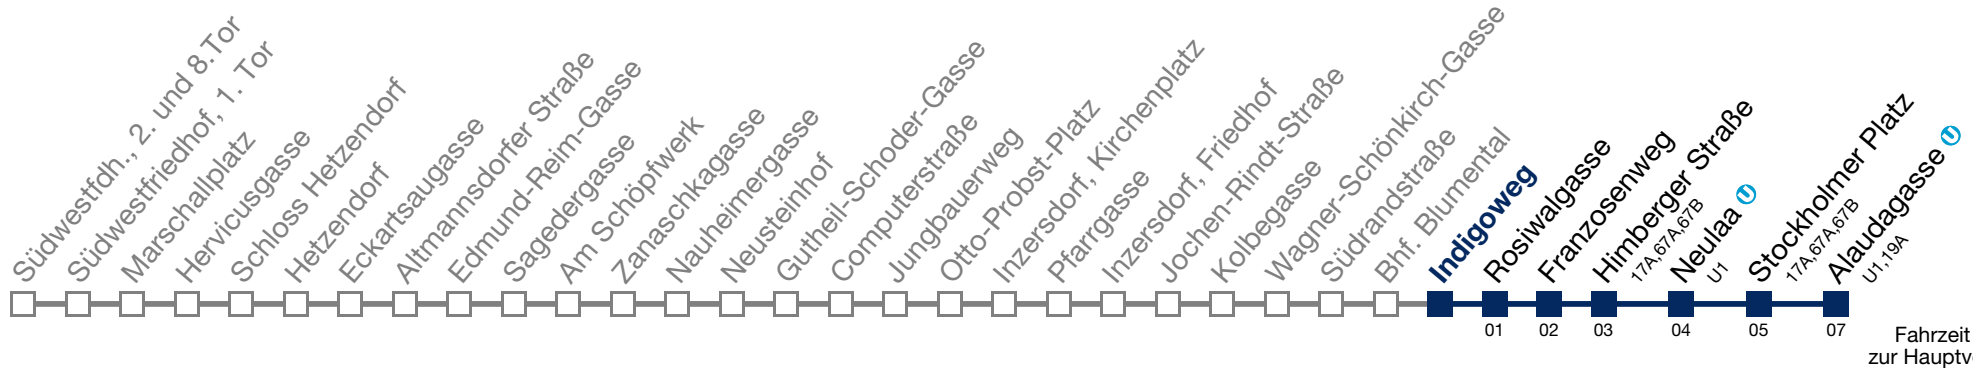 Südwestfdh., 2. und 8.Tor
Südwestfriedhof, 1. Tor
Marschallplatz
Hervicusgasse
Schloss Hetzendorf
Hetzendorf
Eckartsaugasse
Altmannsdorfer Straße
Edmund-Reim-Gasse
Sagedergasse
Am Schöpfwerk
Zanaschkagasse
Nauheimergasse
Neusteinhof
Gutheil-Schoder-Gasse
Computerstraße
Jungbauerweg
Otto-Probst-Platz
Inzersdorf, Kirchenplatz
Pfarrgasse
Inzersdorf, Friedhof
Jochen-Rindt-Straße
Kolbegasse
Wagner-Schönkirch-Gasse
Südrandstraße
Bhf. Blumental
Indigoweg
Rosiwalgasse
Franzosenweg
Himberger Straße
17A,67A,67B
Neulaa U
U1
Stockholmer Platz
17A,67A,67B
Alaudagasse U
U1,19A
01 02 03 04 05 07
Fahrzeit
zur Hauptv